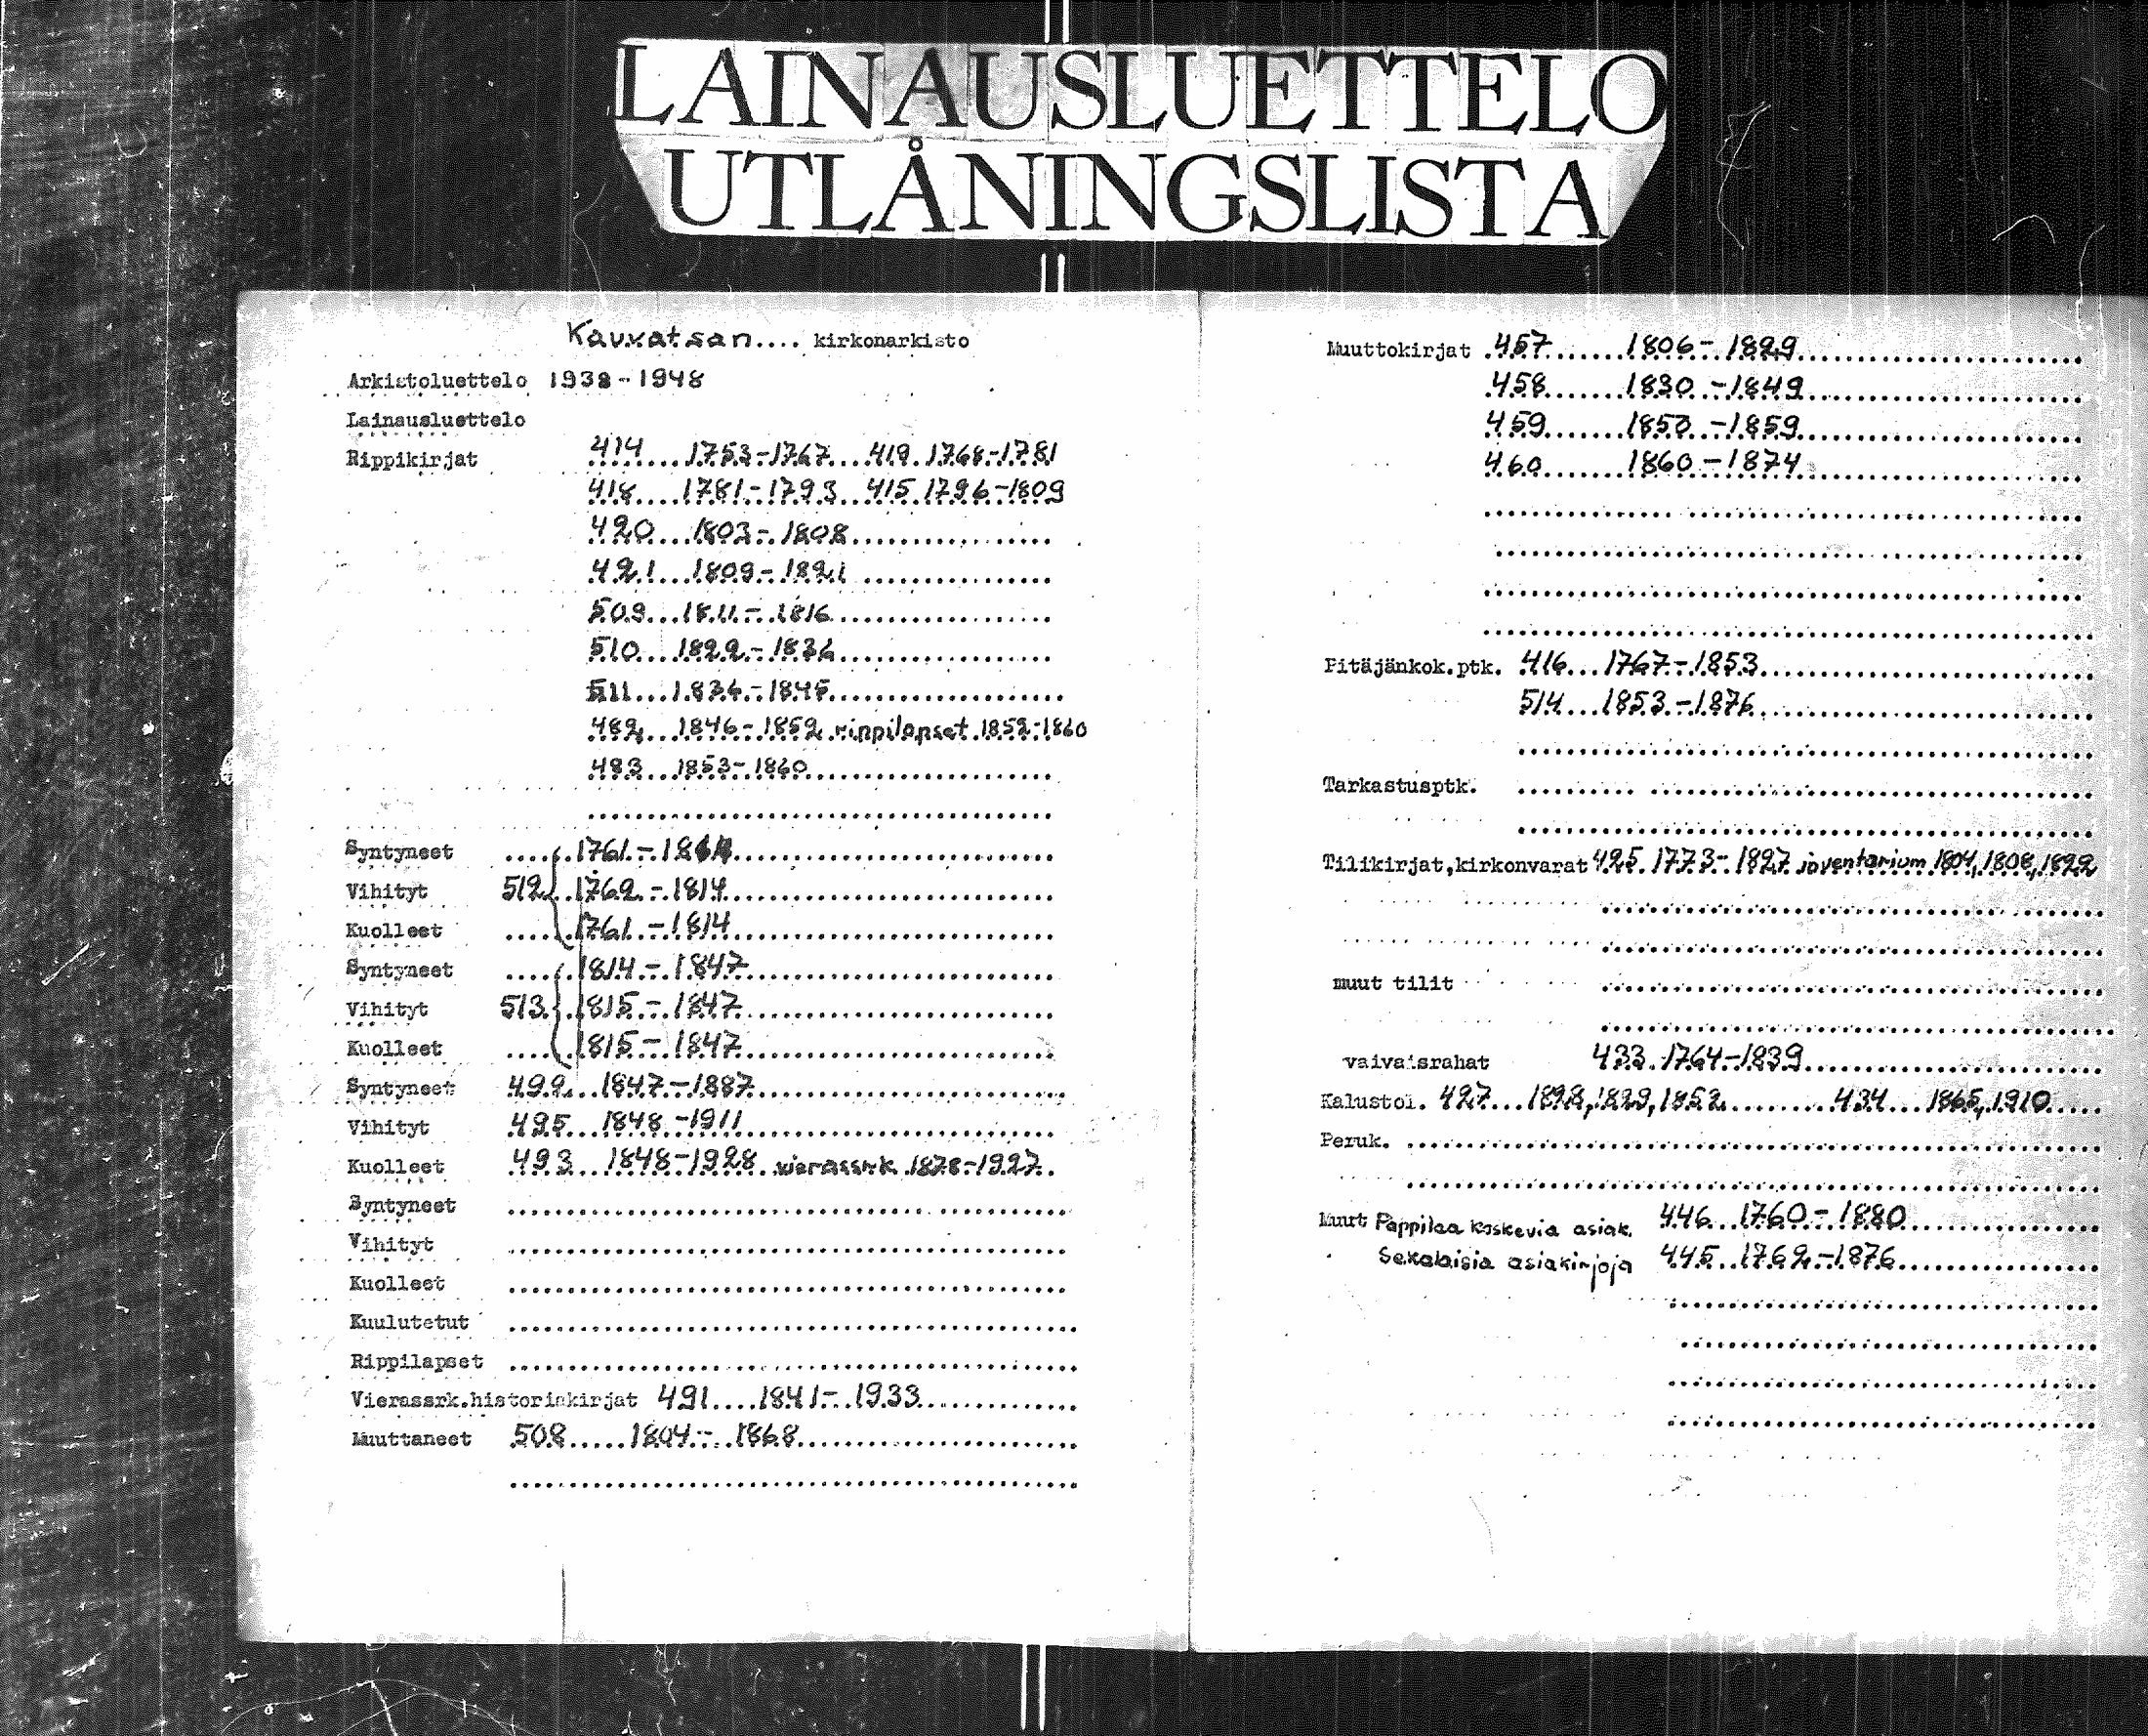 LAINAUSLUETTELO
UTLÅNINGSLISTA
Kauvatsan.... kirkonarkisto
Arkistoluettelo 1938-1948
Lainausluettelo
Rippikirjat 414 1753-1767 419 1768-1781
418 1781-1793 415 1796-1809
420 1803-1808
421 1809-1821
509 1811-1816
510 1822-1836
511 1836-1845
482 1846-1852 rippilapset 1852-1860
483 1853-1860
Syntyneet 1761-1814
Vihityt 512 1762-1814
Kuolleet 1761-1814
Syntyneet 1814-1847
Vihityt 513 1815-1847
Kuolleet 1815-1847
Syntyneet 499 1847-1887
Vihityt 495 1848-1911
Kuolleet 493 1848-1928 vierassrk 1878-1927
Syntyneet
Vihityt
Kuolleet
Kuulutetut
Rippilapset
Vierassrk.historiakirjat 491 1841-1933
Muuttaneet 508 1804-1868
Muuttokirjat 457 1806-1829
458 1830-1849
459 1850-1859
460 1860-1874
Pitäjänkok.ptk. 416 1767-1853
514 1853-1876
Tarkastusptk.
Tilikirjat,kirkonvarat 425 1773-1827 inventarium 1804, 1808, 1822
muut tilit
vaivaisrahat 433 1764-1839
Kalustol. 427 1828, 1829, 1852 434 1865, 1910
Peruk.
Muut Pappilaa koskevia asiak. 446 1760-1880
Sekalaisia asiakirjoja 445 1762-1876